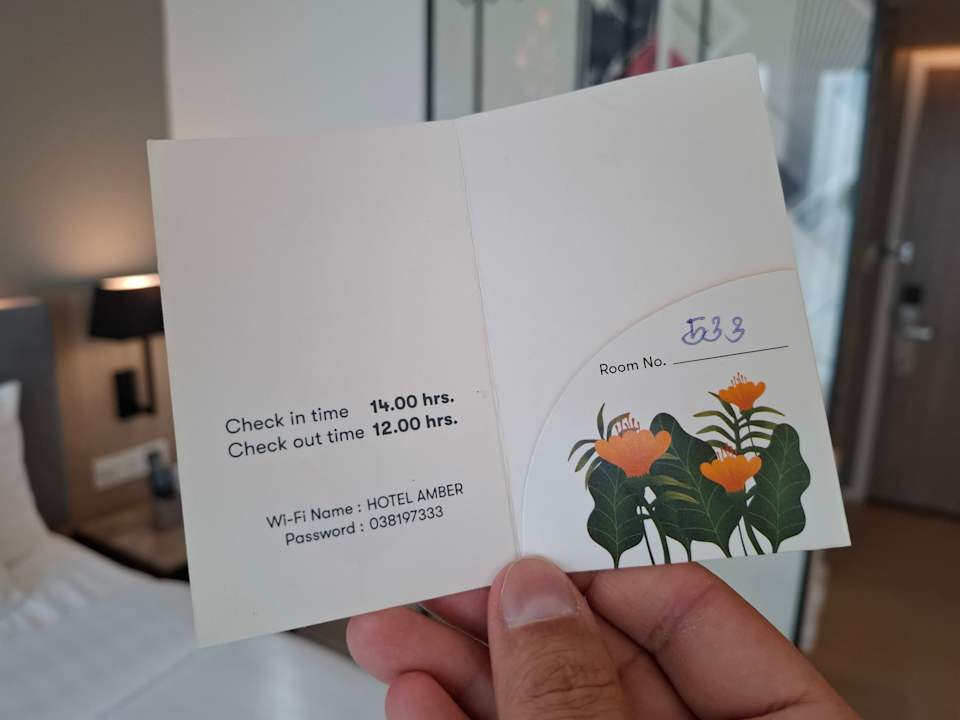 Check in time 14.00 hrs.
Check out time 12.00 hrs.
Wi-Fi Name : HOTEL AMBER
Password : 038197333
533
Room No.